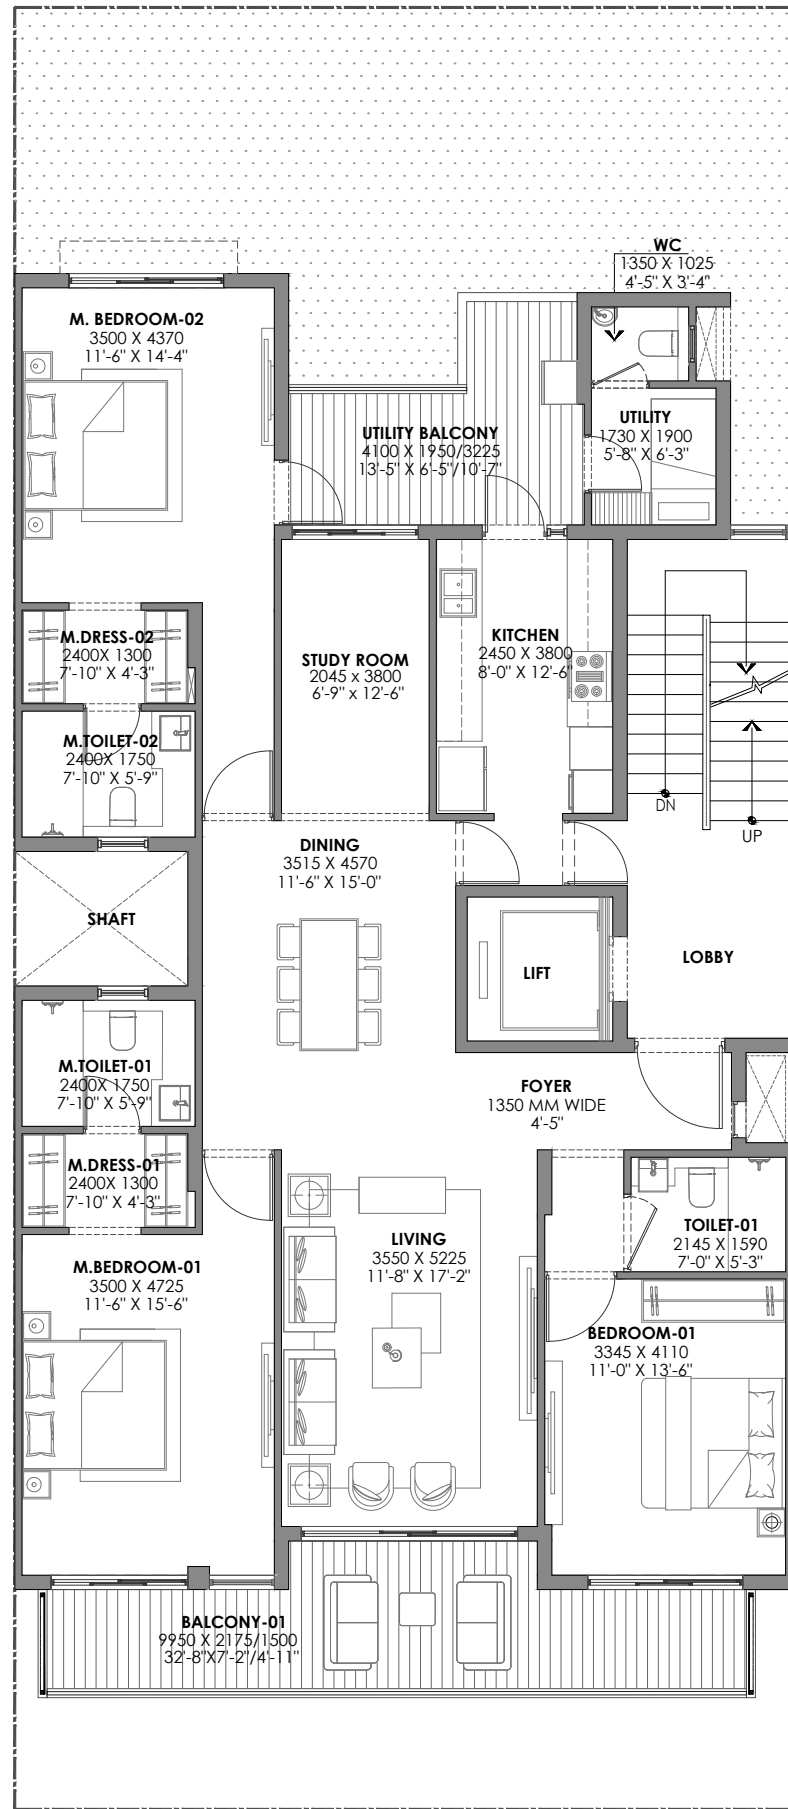 WC
1350 X 1025
4'-5" X 3'-4"
M. BEDROOM-02
3500 X 4370
11'-6" X 14'-4"
UTILITY BALCONY
4100 X 1950/3225
13'-5" X 6'-5"/10'-7"
UTILITY
1730 X 1900
5'-8" X 6'-3"
M.DRESS-02
2400X 1300
7'-10" X 4'-3"
STUDY ROOM
2045 x 3800
6'-9" x 12'-6"
KITCHEN
2450 X 3800
8'-0" X 12'-6"
M.TOILET-02
2400X 1750
7'-10" X 5'-9"
DN
UP
DINING
3515 X 4570
11'-6" X 15'-0"
SHAFT
LIFT
LOBBY
M.TOILET-01
2400X 1750
7'-10" X 5'-9"
FOYER
1350 MM WIDE
4'-5"
M.DRESS-01
2400X 1300
7'-10" X 4'-3"
TOILET-01
2145 X 1590
7'-0" X 5'-3"
LIVING
3550 X 5225
11'-8" X 17'-2"
M.BEDROOM-01
3500 X 4725
11'-6" X 15'-6"
BEDROOM-01
3345 X 4110
11'-0" X 13'-6"
BALCONY-01
9950 X 2175/1500
32'-8"X7'-2"/4'-11"